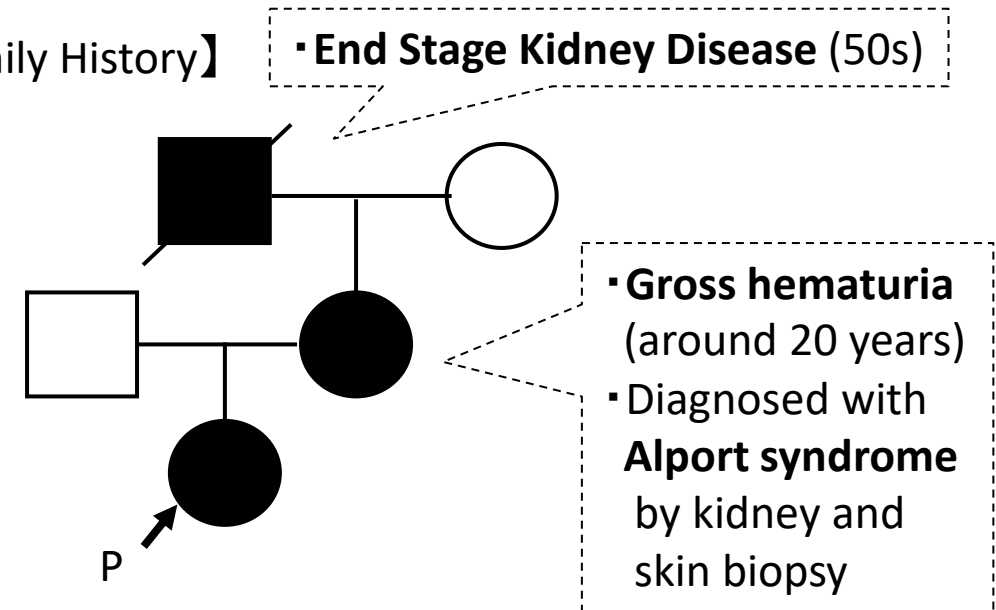 ily History】
▪End Stage Kidney Disease (50s)
▪Gross hematuria
(around 20 years)
▪Diagnosed with
Alport syndrome
by kidney and
skin biopsy
P